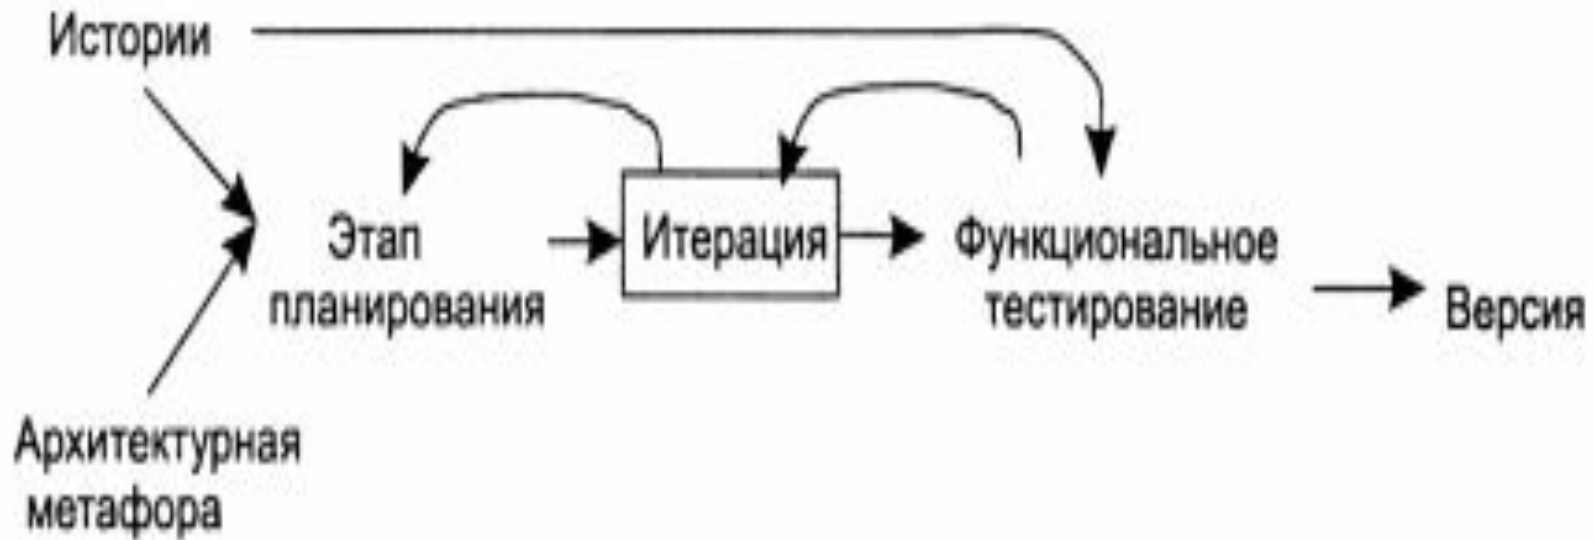 Истории
Этап
планирования
Итерация
Функциональное
тестирование
Версия
Архитектурная
метафора